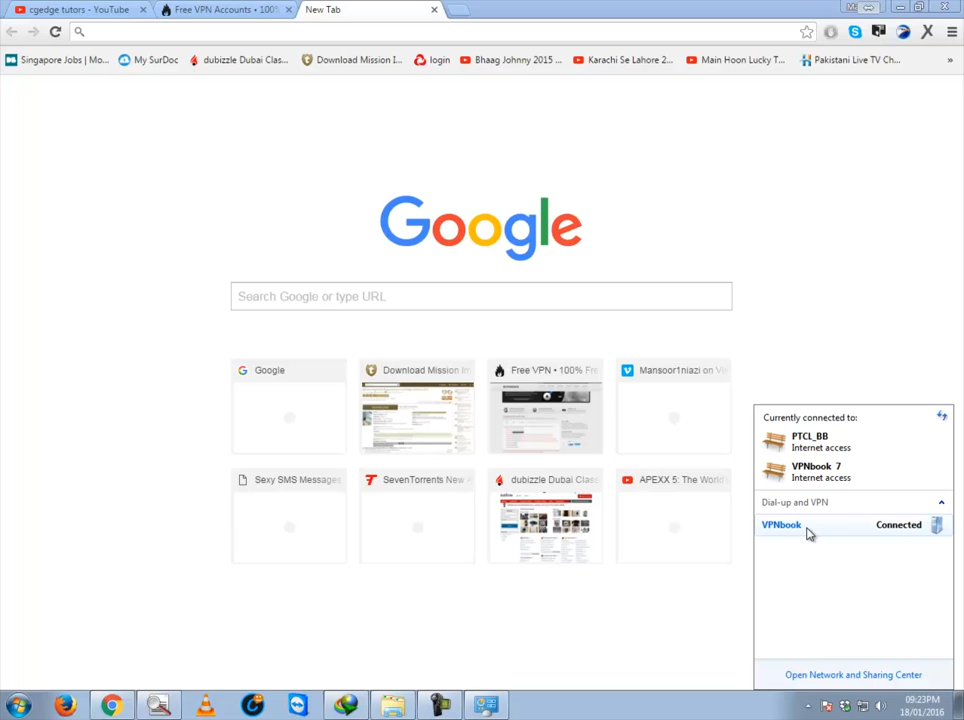 cgedge tutors - YouTube
Free VPN Accounts • 100%
New Tab
Singapore Jobs | Mo...
My SurDoc
dubizzle Dubai Clas...
Download Mission I...
login
Bhaag Johnny 2015 ...
Karachi Se Lahore 2...
Main Hoon Lucky T...
Pakistani Live TV Ch...
»
Google
Search Google or type URL
Google
Download Mission Im
Free VPN • 100% Fre
Mansoor1niazi on Vi
Sexy SMS Messages
SevenTorrents New
dubizzle Dubai Class
APEXX 5: The World's
Currently connected to:
PTCL_BB
Internet access
VPNbook 7
Internet access
Dial-up and VPN
VPNbook
Connected
Open Network and Sharing Center
09:23PM
18/01/2016